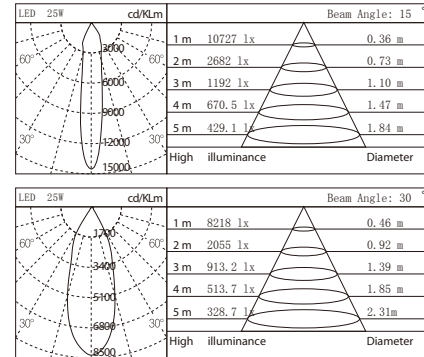 LED 25W cd/KLm Beam Angle: 15 °
3000
6000
9000
12000
15000
60° 60°
30° 30°
1 m 10727 lx 0.36 m
2 m 2682 lx 0.73 m
3 m 1192 lx 1.10 m
4 m 670.5 lx 1.47 m
5 m 429.1 lx 1.84 m
High illuminance Diameter
LED 25W cd/KLm Beam Angle: 30 °
1700
3400
5100
6800
8500
60° 60°
30° 30°
1 m 8218 lx 0.46 m
2 m 2055 lx 0.92 m
3 m 913.2 lx 1.39 m
4 m 513.7 lx 1.85 m
5 m 328.7 lx 2.31m
High illuminance Diameter